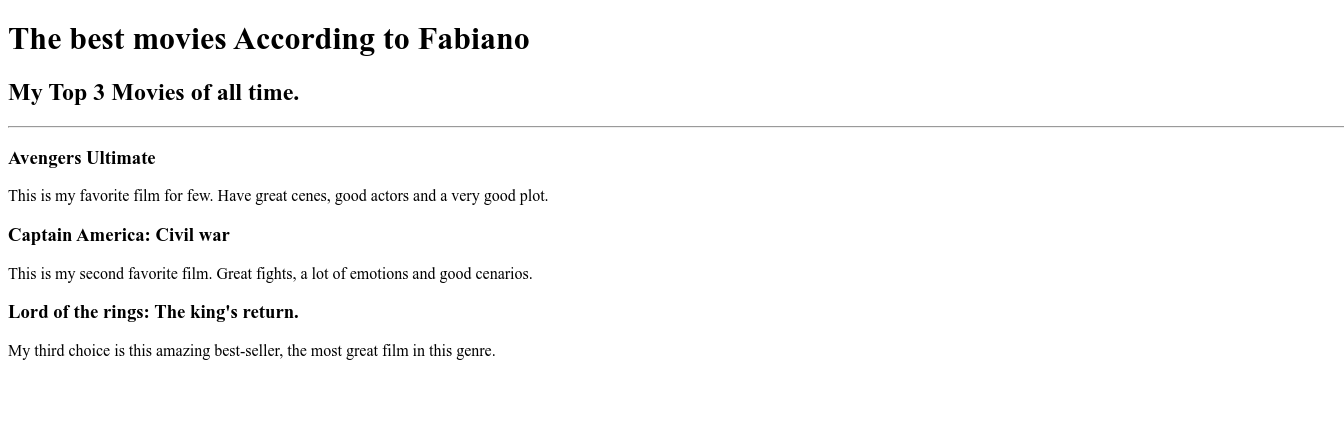 The best movies According to Fabiano
My Top 3 Movies of all time.
Avengers Ultimate
This is my favorite film for few. Have great cenes, good actors and a very good plot.
Captain America: Civil war
This is my second favorite film. Great fights, a lot of emotions and good cenarios.
Lord of the rings: The king's return.
My third choice is this amazing best-seller, the most great film in this genre.